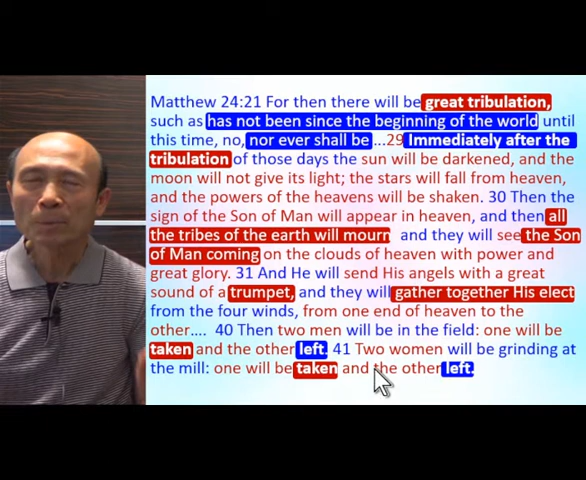 Matthew 24:21 For then there will be great tribulation,
such as has not been since the beginning of the world until
this time, no, nor ever shall be ...29 Immediately after the
tribulation of those days the sun will be darkened, and the
moon will not give its light; the stars will fall from heaven,
and the powers of the heavens will be shaken. 30 Then the
sign of the Son of Man will appear in heaven, and then all
the tribes of the earth will mourn and they will see the Son
of Man coming on the clouds of heaven with power and
great glory. 31 And He will send His angels with a great
sound of a trumpet, and they will gather together His elect
from the four winds, from one end of heaven to the
other.... 40 Then two men will be in the field: one will be
taken and the other left. 41 Two women will be grinding at
the mill: one will be taken and the other left.